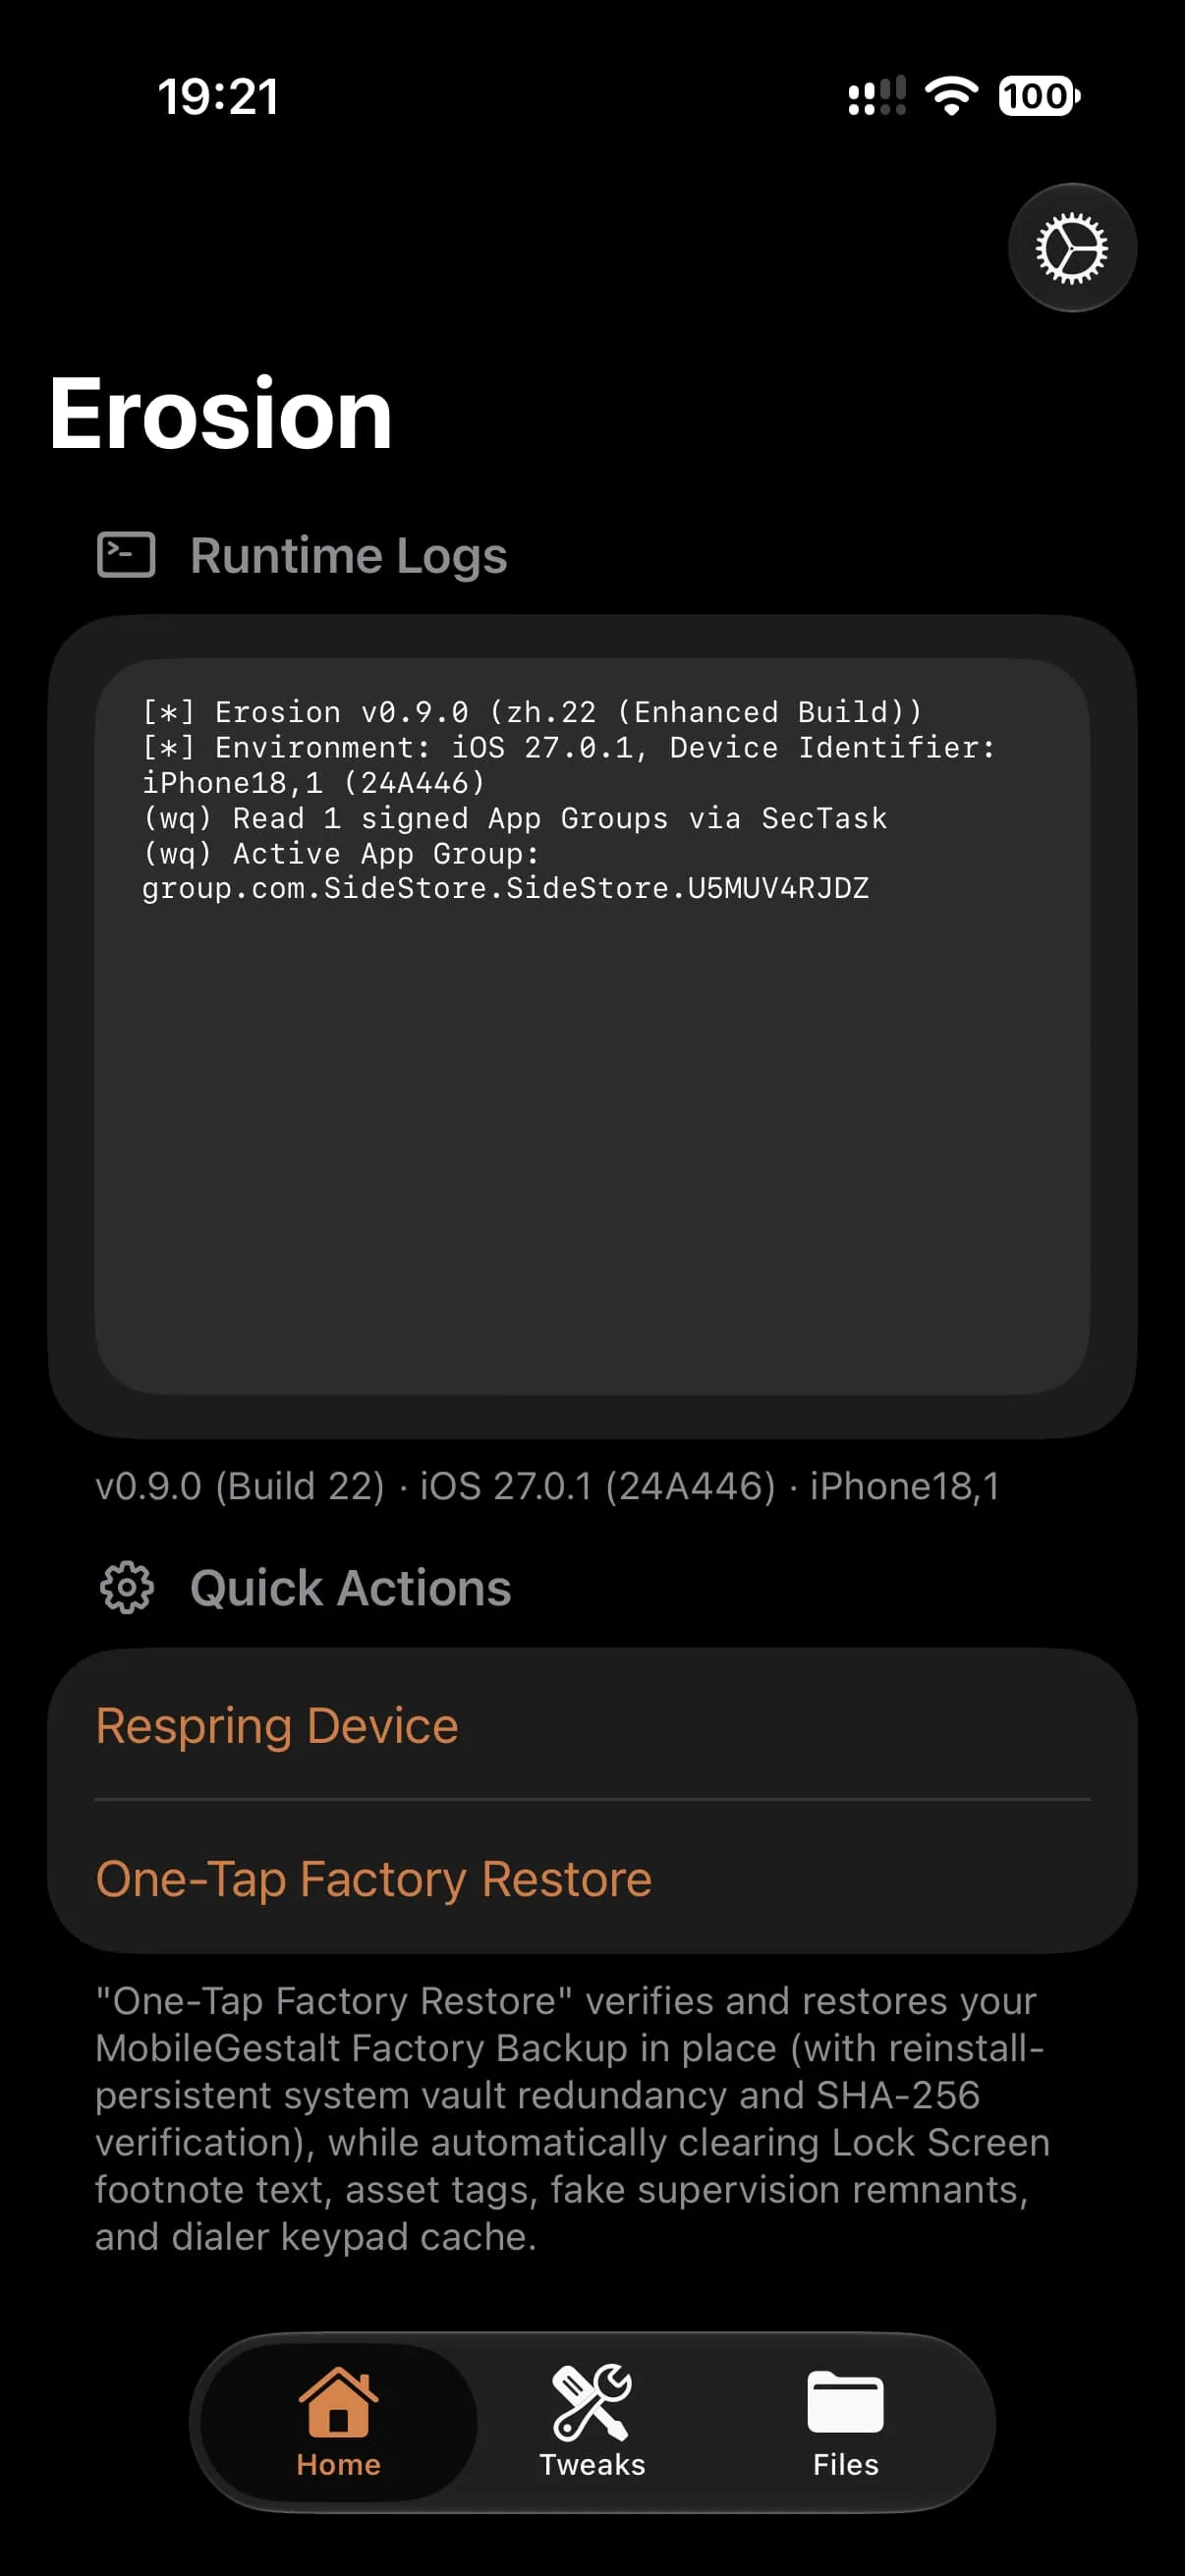 19:21
100
Erosion
Runtime Logs
[*] Erosion v0.9.0 (zh.22 (Enhanced Build))
[*] Environment: iOS 27.0.1, Device Identifier:
iPhone18,1 (24A446)
(wq) Read 1 signed App Groups via SecTask
(wq) Active App Group:
group.com.SideStore.SideStore.U5MUV4RJDZ
v0.9.0 (Build 22) · iOS 27.0.1 (24A446) · iPhone18,1
Quick Actions
Respring Device
One-Tap Factory Restore
"One-Tap Factory Restore" verifies and restores your
MobileGestalt Factory Backup in place (with reinstall-
persistent system vault redundancy and SHA-256
verification), while automatically clearing Lock Screen
footnote text, asset tags, fake supervision remnants,
and dialer keypad cache.
Home
Tweaks
Files